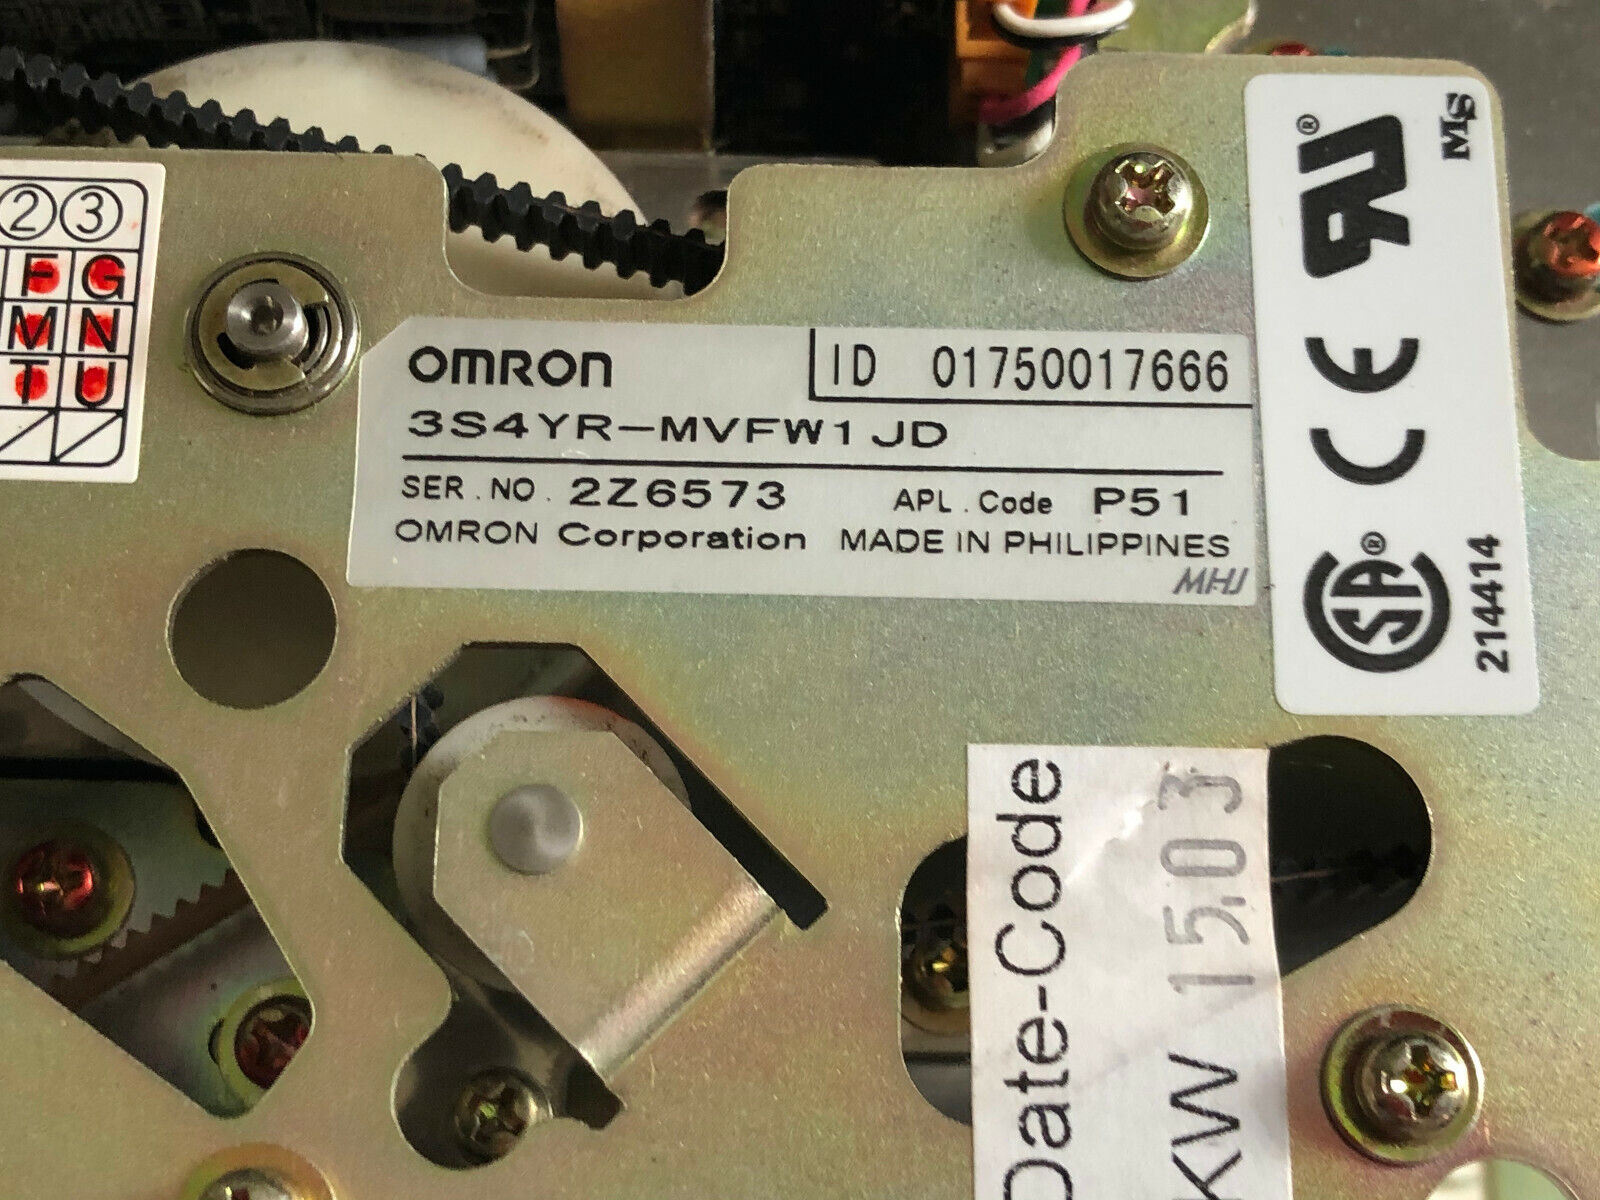 ② ③
F G
M N
T U
OMRON
ID 01750017666
3S4YR-MVFW1JD
SER.NO. 2Z6573 APL.Code P51
OMRON Corporation MADE IN PHILIPPINES
MHJ
RU®
MS
CE
SA®
214414
Date-Code
KW 15.03